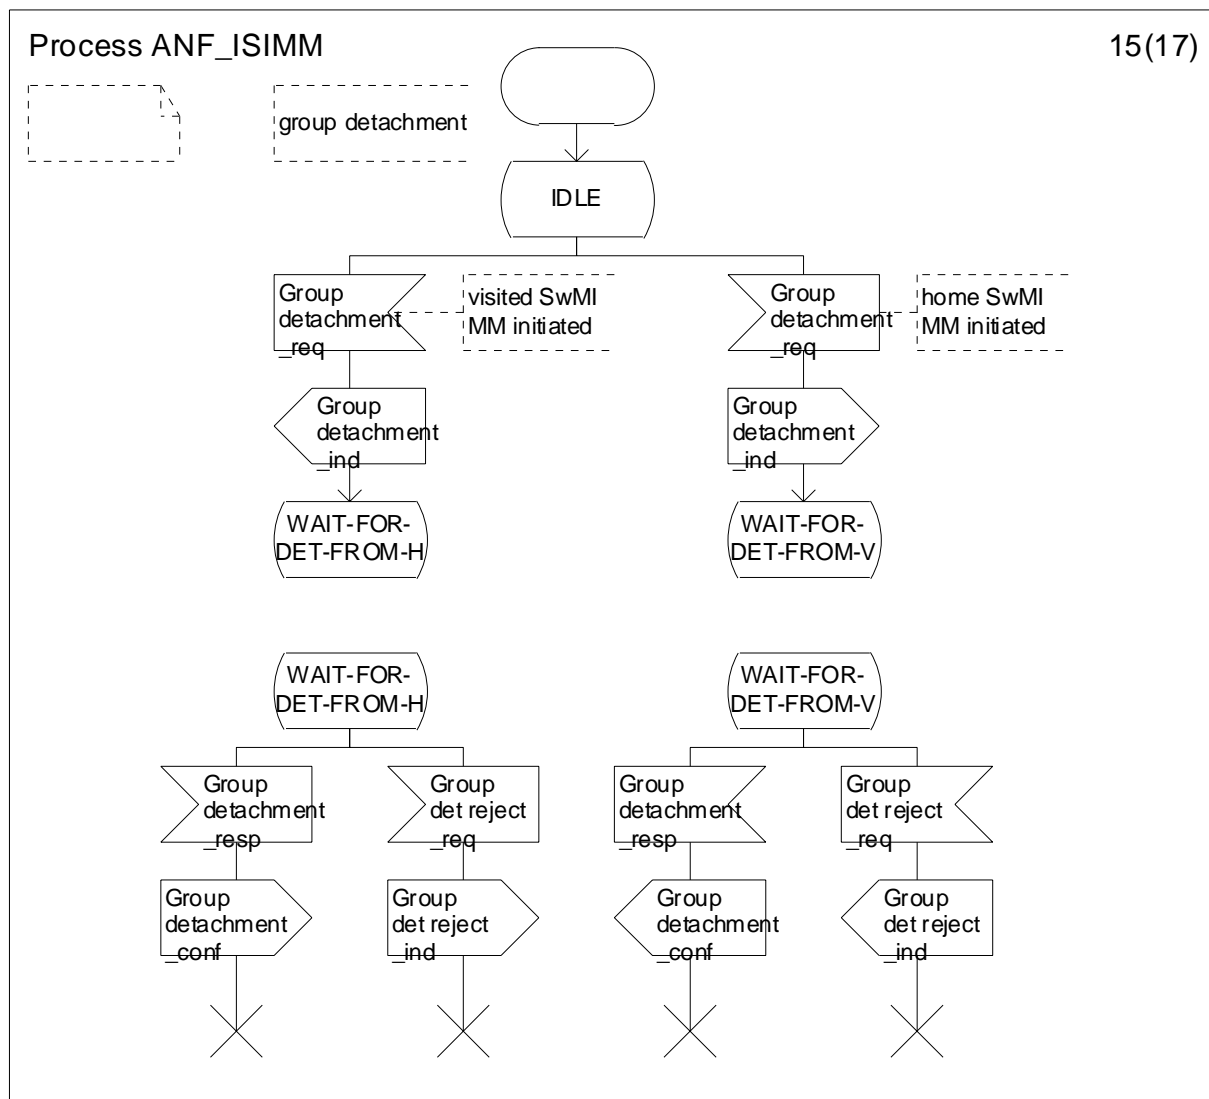 Process ANF_ISIMM
15(17)
group detachment
IDLE
Group
detachment
_req
visited SwMI
MM initiated
Group
detachment
_req
home SwMI
MM initiated
Group
detachment
_ind
Group
detachment
_ind
WAIT-FOR-
DET-FROM-H
WAIT-FOR-
DET-FROM-V
WAIT-FOR-
DET-FROM-H
WAIT-FOR-
DET-FROM-V
Group
detachment
_resp
Group
det reject
_req
Group
detachment
_resp
Group
det reject
_req
Group
detachment
_conf
Group
det reject
_ind
Group
detachment
_conf
Group
det reject
_ind